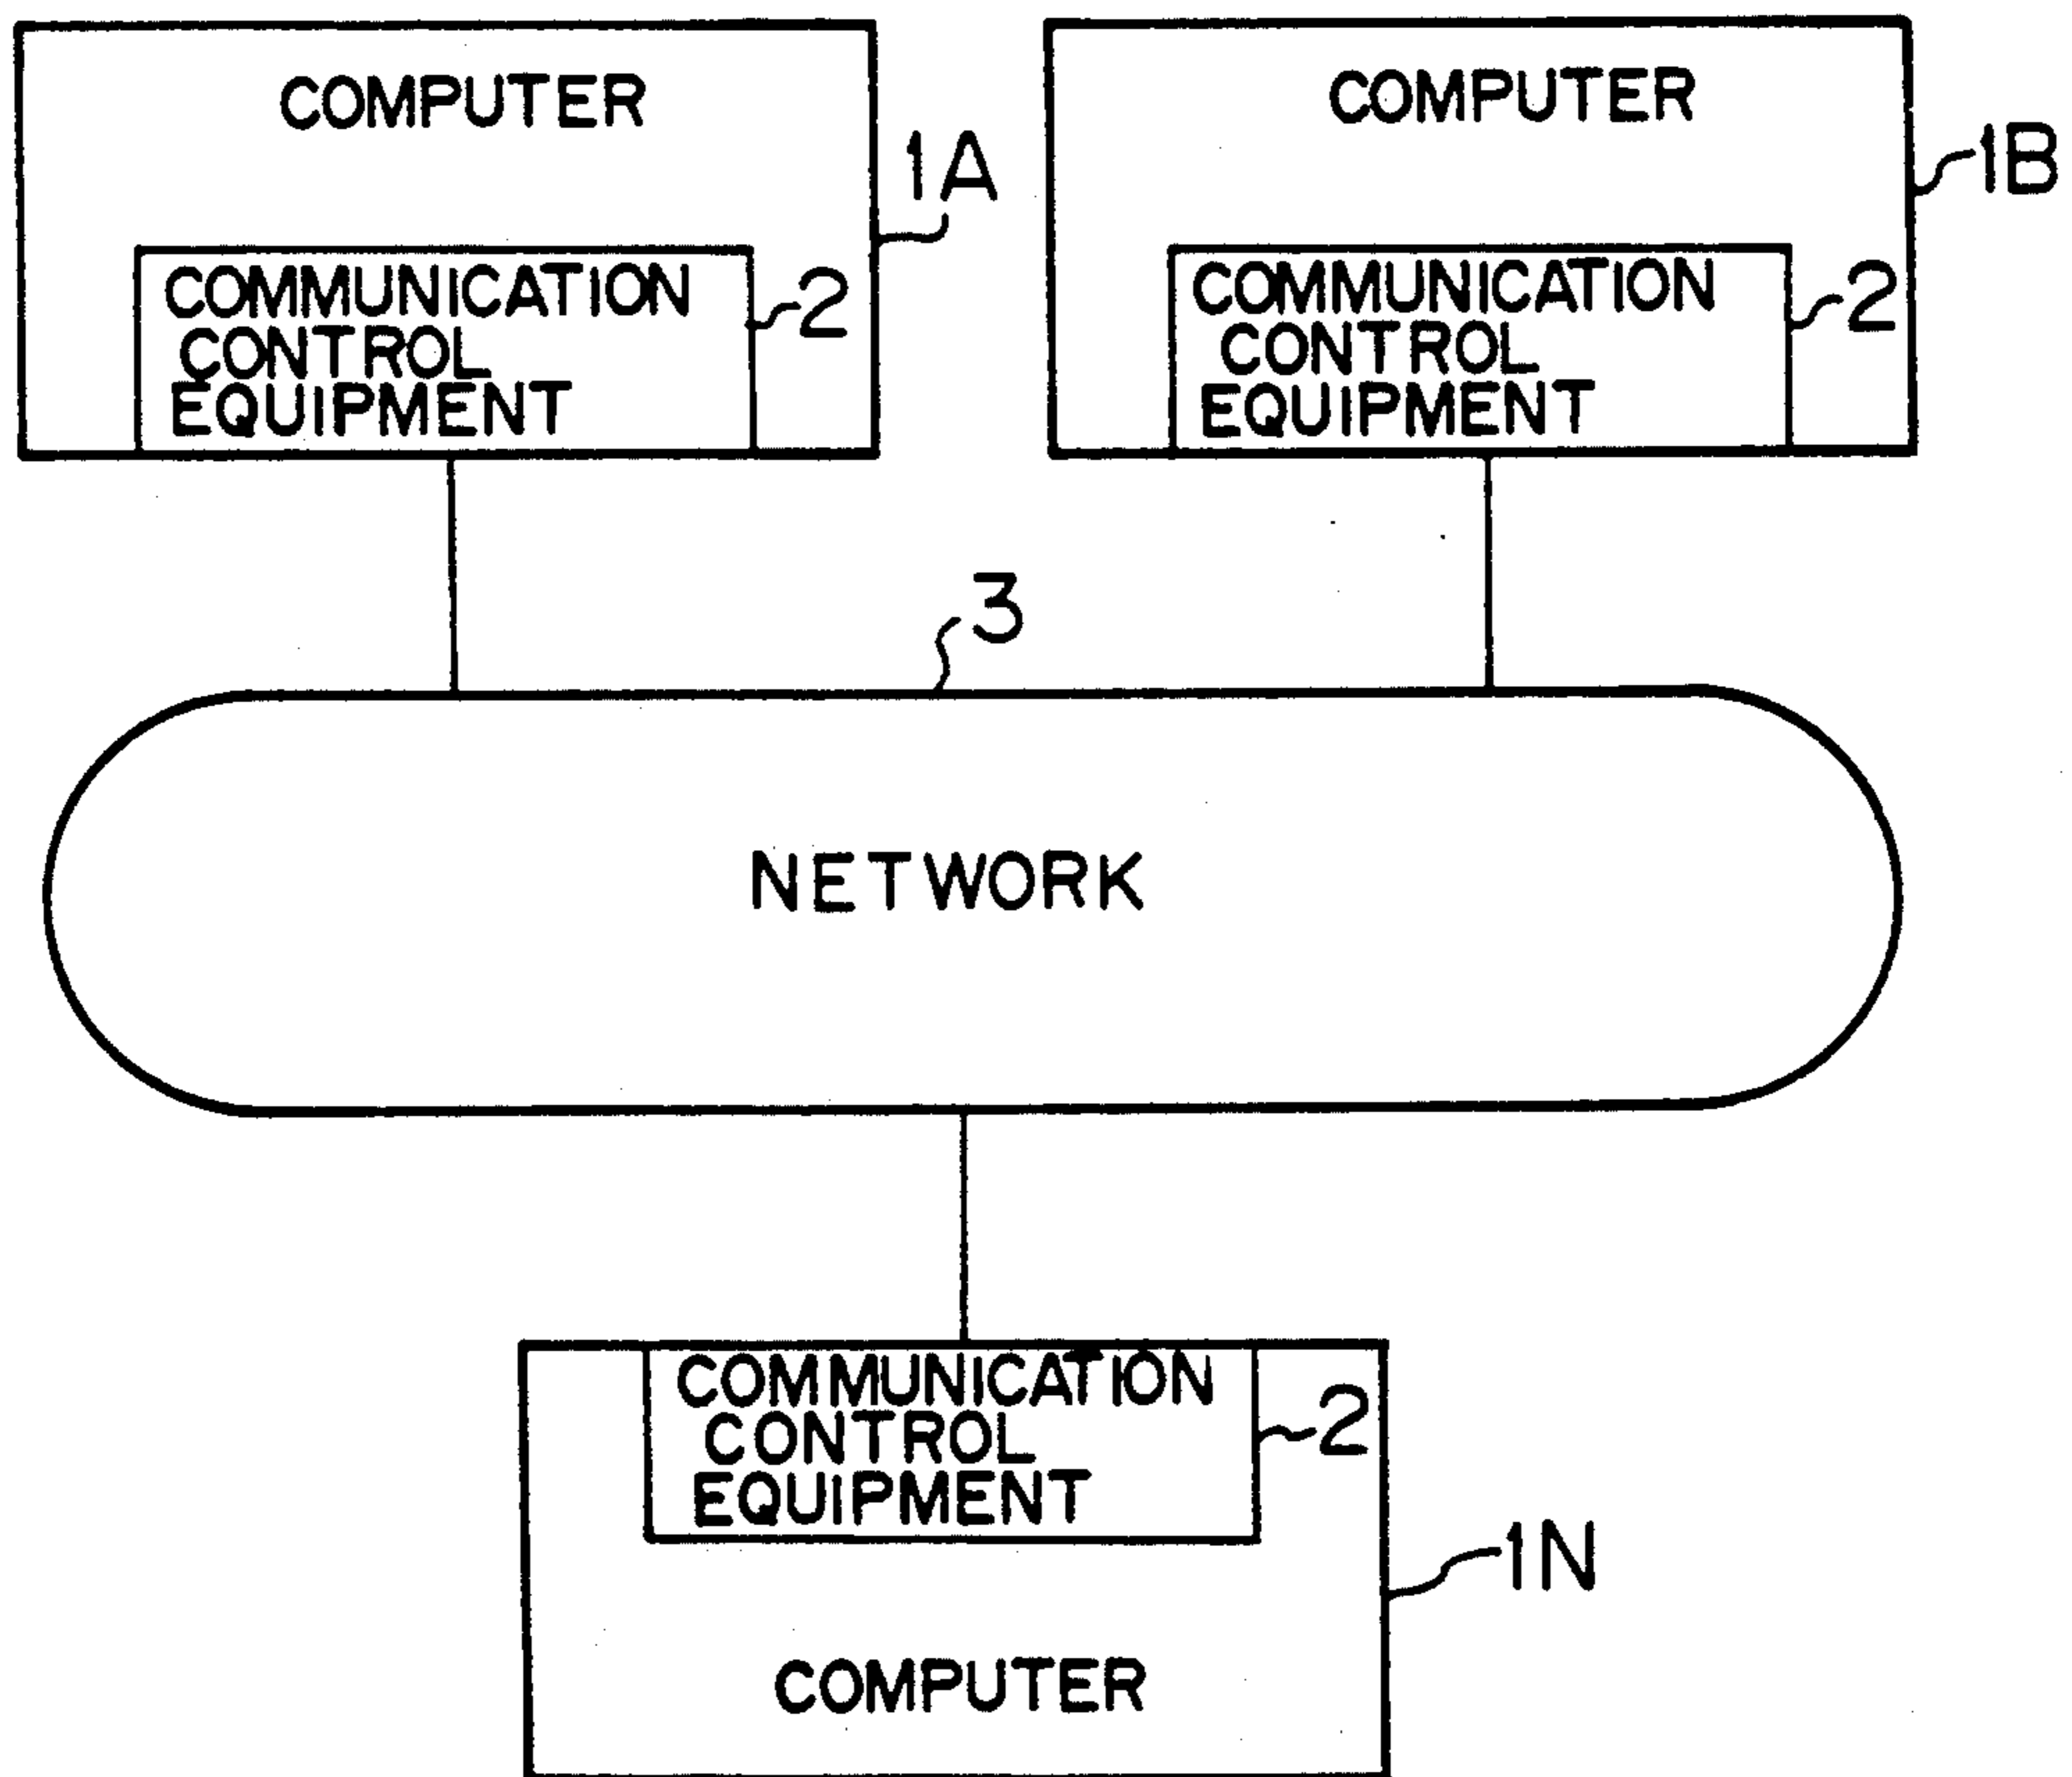 COMPUTER
1A
COMMUNICATION
CONTROL
EQUIPMENT
2
COMPUTER
1B
COMMUNICATION
CONTROL
EQUIPMENT
2
3
NETWORK
COMMUNICATION
CONTROL
EQUIPMENT
2
1N
COMPUTER